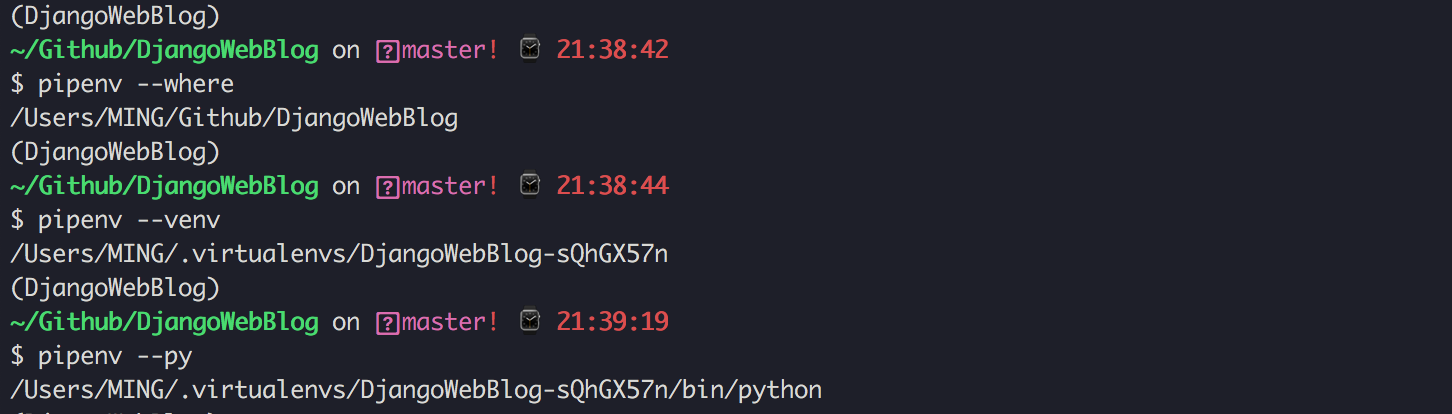 (DjangoWebBlog)
~/Github/DjangoWebBlog on master! ⌚ 21:38:42
$ pipenv --where
/Users/MING/Github/DjangoWebBlog
(DjangoWebBlog)
~/Github/DjangoWebBlog on master! ⌚ 21:38:44
$ pipenv --venv
/Users/MING/.virtualenvs/DjangoWebBlog-sQhGX57n
(DjangoWebBlog)
~/Github/DjangoWebBlog on master! ⌚ 21:39:19
$ pipenv --py
/Users/MING/.virtualenvs/DjangoWebBlog-sQhGX57n/bin/python